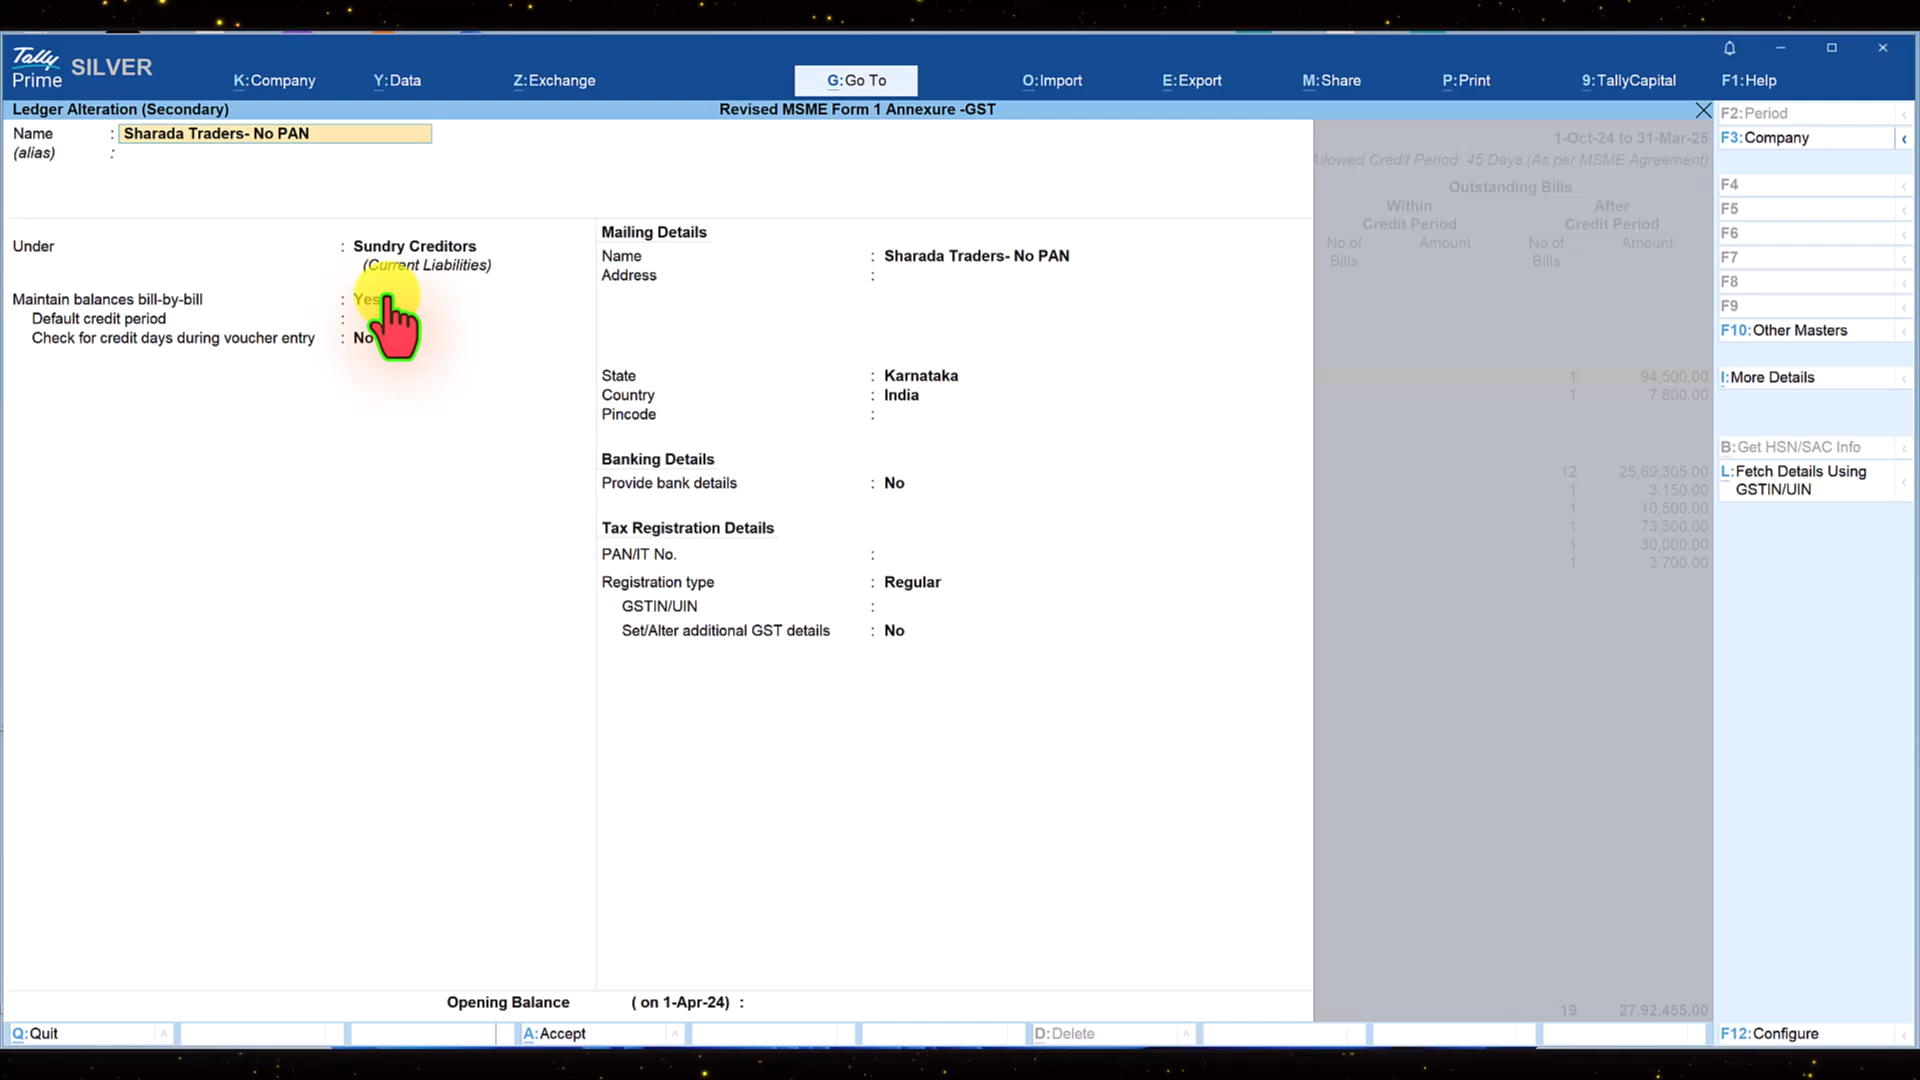 Tally
Prime SILVER
K:Company Y:Data Z:Exchange G:Go To O:Import E:Export M:Share P:Print 9:TallyCapital F1:Help
Ledger Alteration (Secondary) Revised MSME Form 1 Annexure -GST
Name : Sharada Traders- No PAN
(alias) :
Under : Sundry Creditors
(Current Liabilities)
Maintain balances bill-by-bill : Yes
Default credit period :
Check for credit days during voucher entry : No
Mailing Details
Name : Sharada Traders- No PAN
Address :
State : Karnataka
Country : India
Pincode :
Banking Details
Provide bank details : No
Tax Registration Details
PAN/IT No. :
Registration type : Regular
GSTIN/UIN :
Set/Alter additional GST details : No
Opening Balance ( on 1-Apr-24) :
1-Oct-24 to 31-Mar-25
Allowed Credit Period: 45 Days (As per MSME Agreement)
Outstanding Bills
Within After
Credit Period Credit Period
No.of Amount No.of Amount
Bills Bills
1 94,500.00
1 7,800.00
12 25,69,305.00
1 3,150.00
1 10,500.00
1 73,500.00
1 30,000.00
1 3,700.00
19 27,92,455.00
F2:Period
F3:Company
F4
F5
F6
F7
F8
F9
F10:Other Masters
I:More Details
B:Get HSN/SAC Info
L:Fetch Details Using
GSTIN/UIN
Q:Quit A:Accept D:Delete F12:Configure